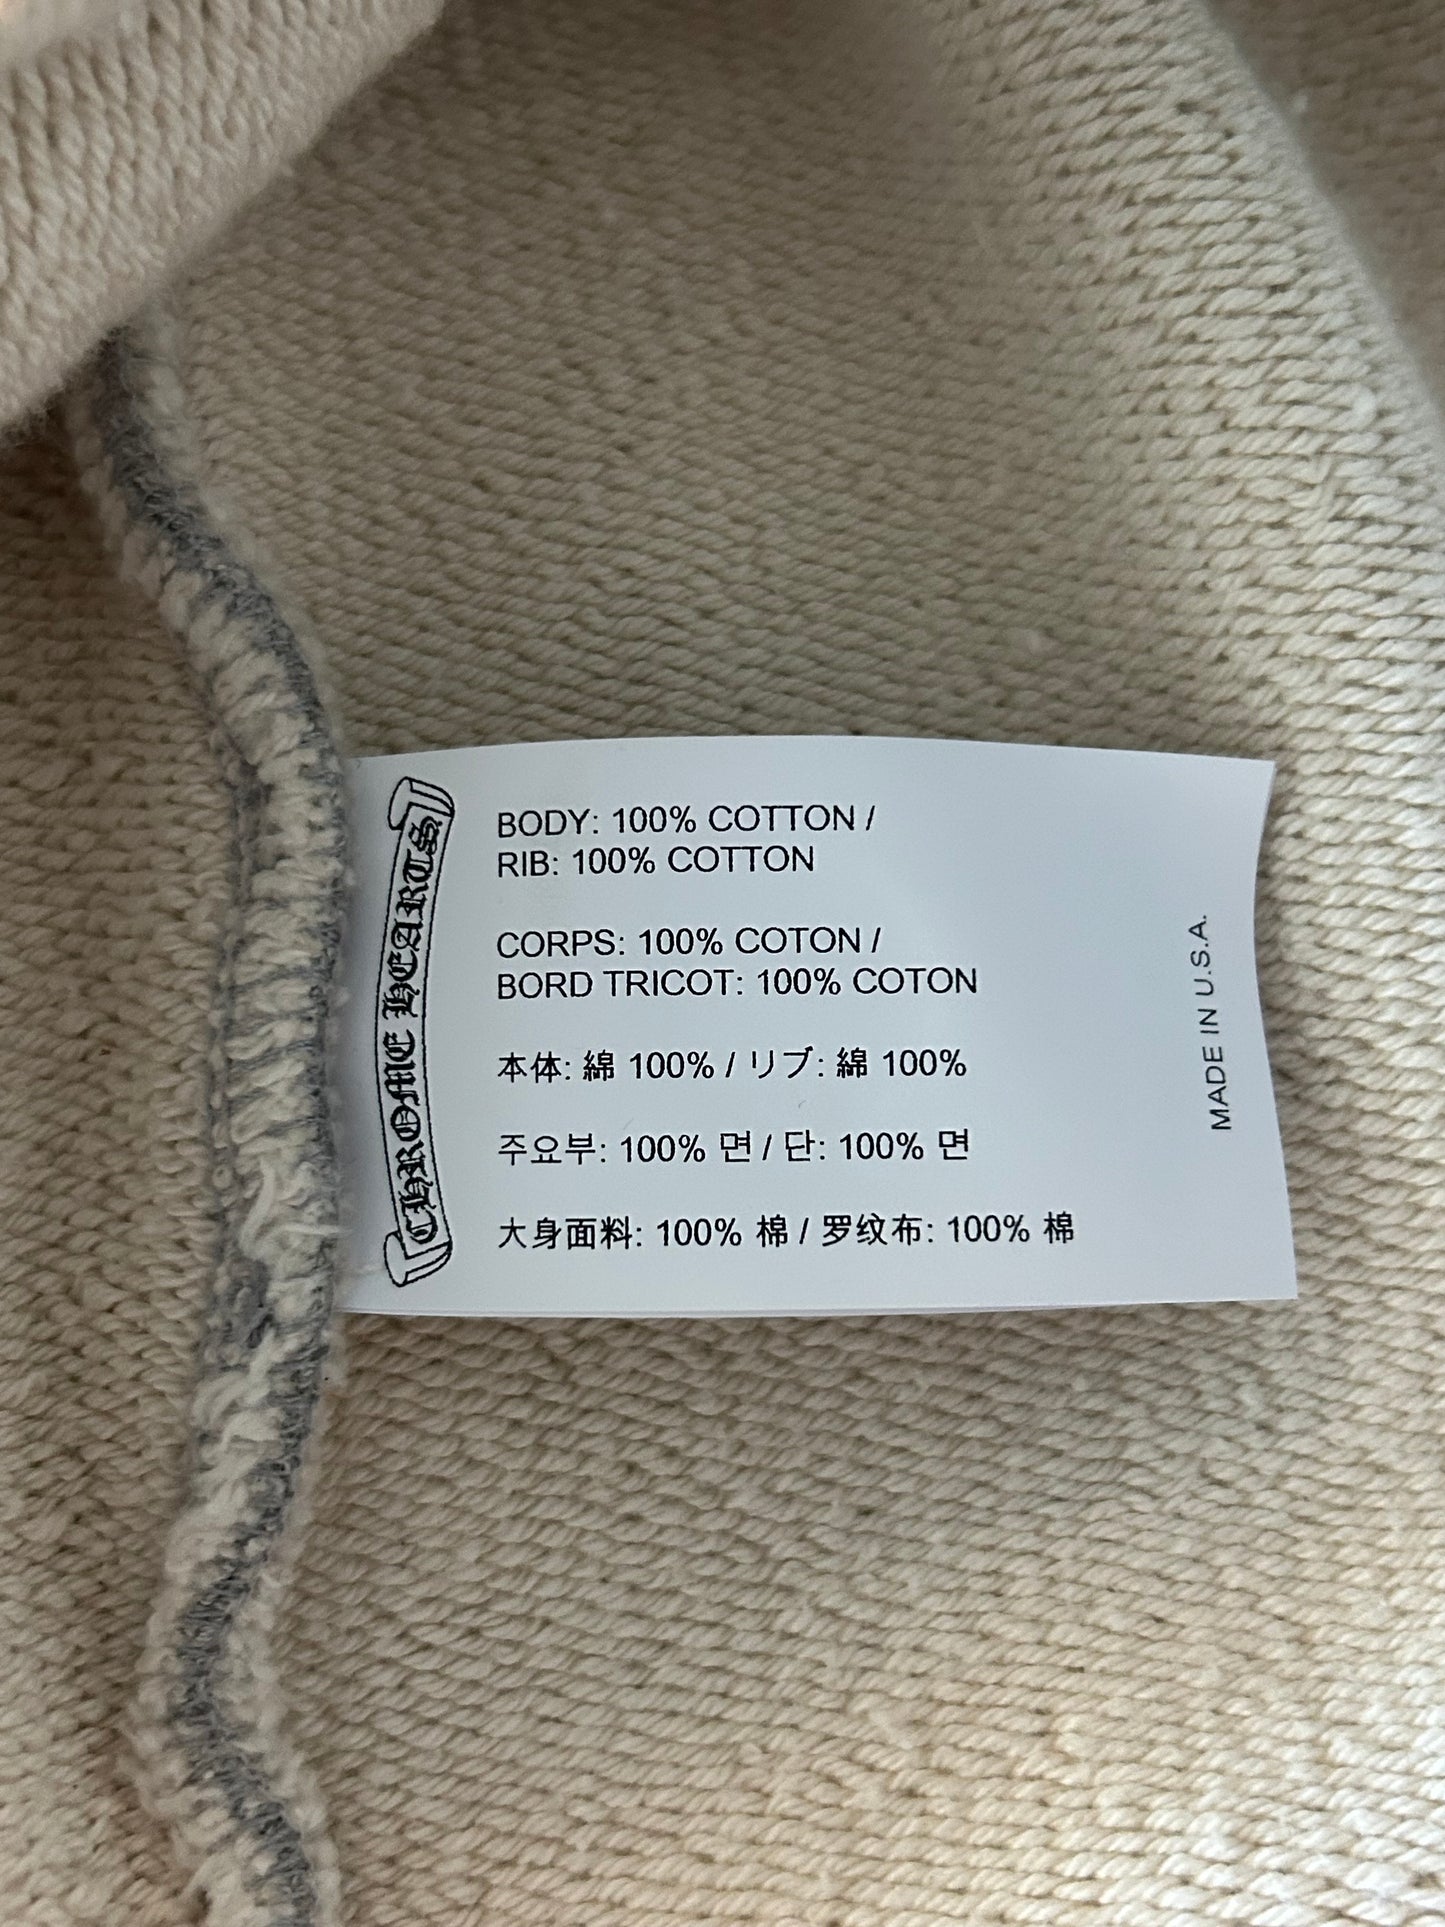 CHROME HEARTS
BODY: 100% COTTON /
RIB: 100% COTTON
CORPS: 100% COTON /
BORD TRICOT: 100% COTON
本体: 綿 100% / リブ: 綿 100%
주요부: 100% 면 / 단: 100% 면
大身面料: 100% 棉 / 罗纹布: 100% 棉
MADE IN U.S.A.